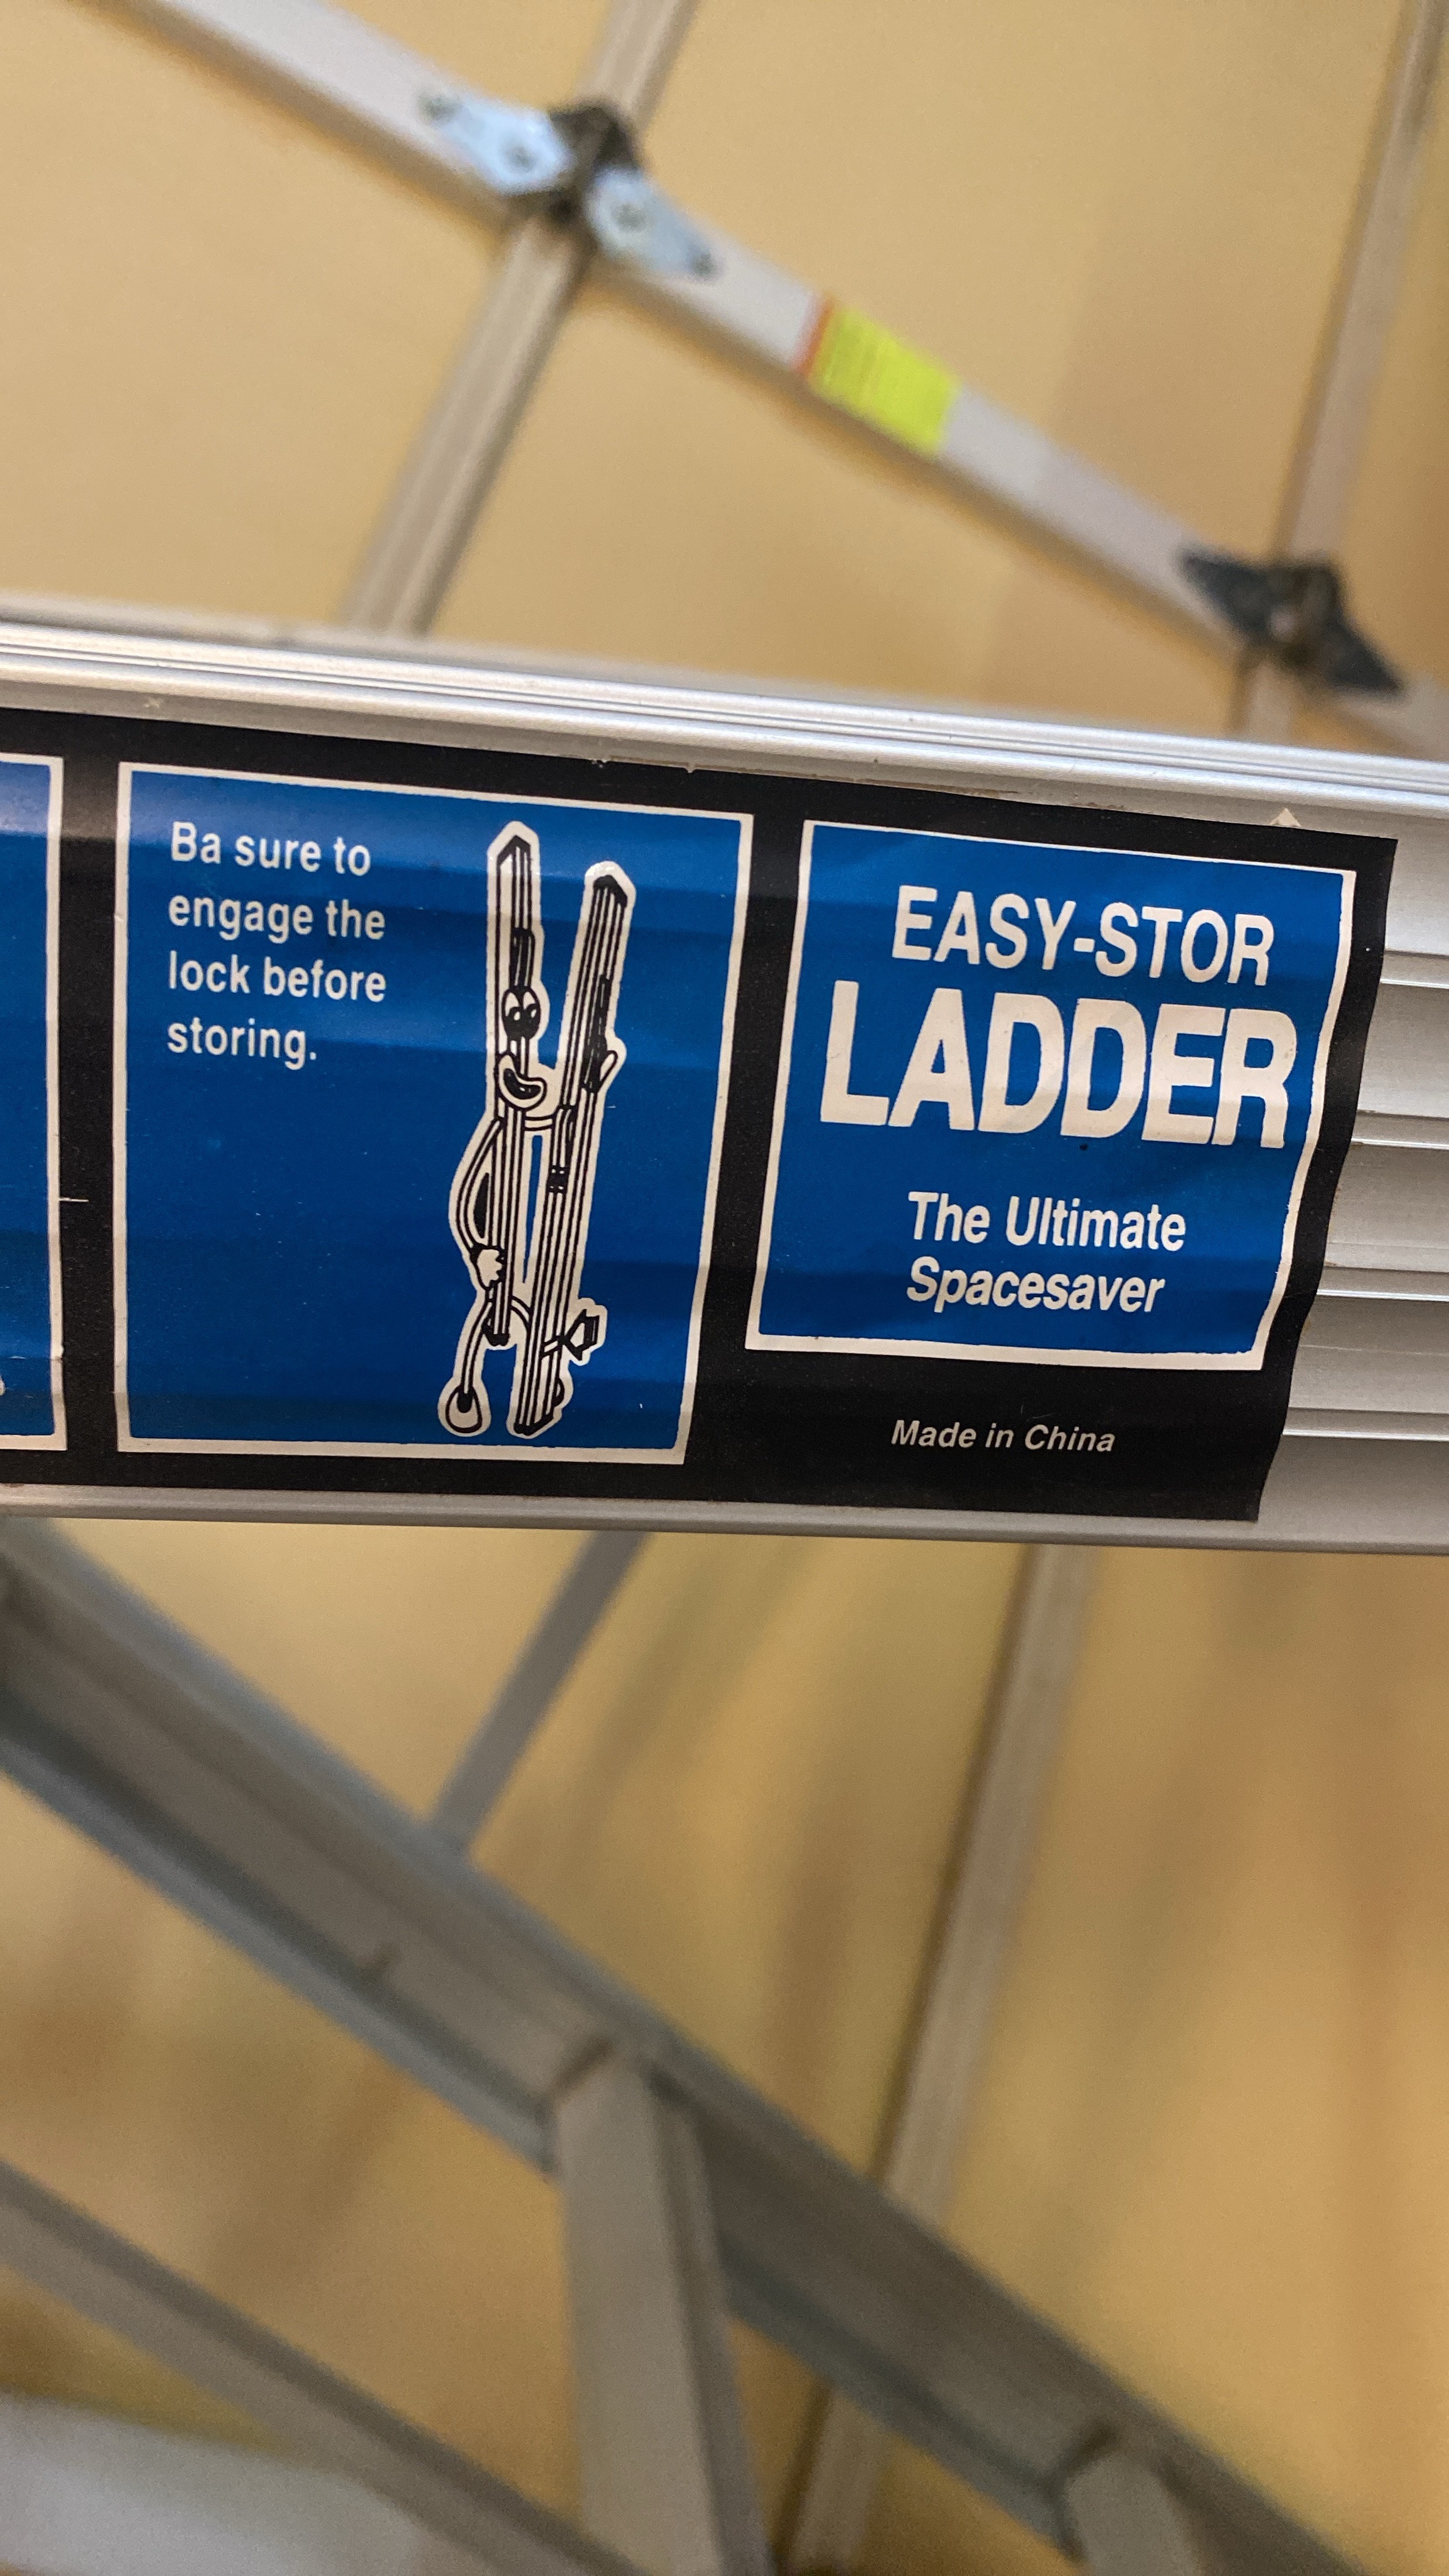 Ba sure to
engage the
lock before
storing.
EASY-STOR
LADDER
The Ultimate
Spacesaver
Made in China